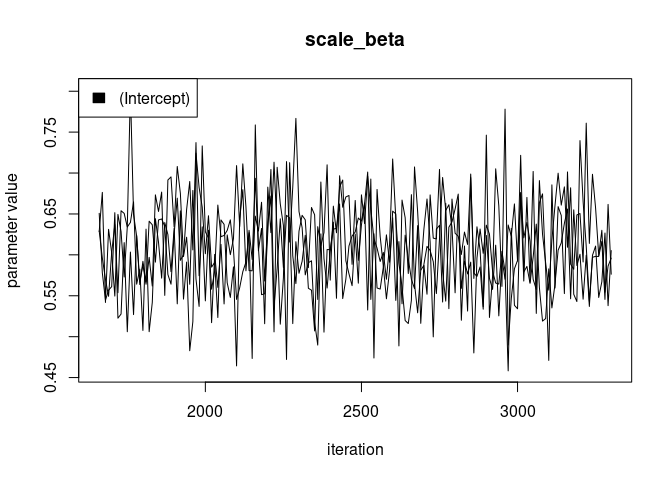 scale_beta
(Intercept)
0.75
0.65
0.55
0.45
parameter value
2000 2500 3000
iteration